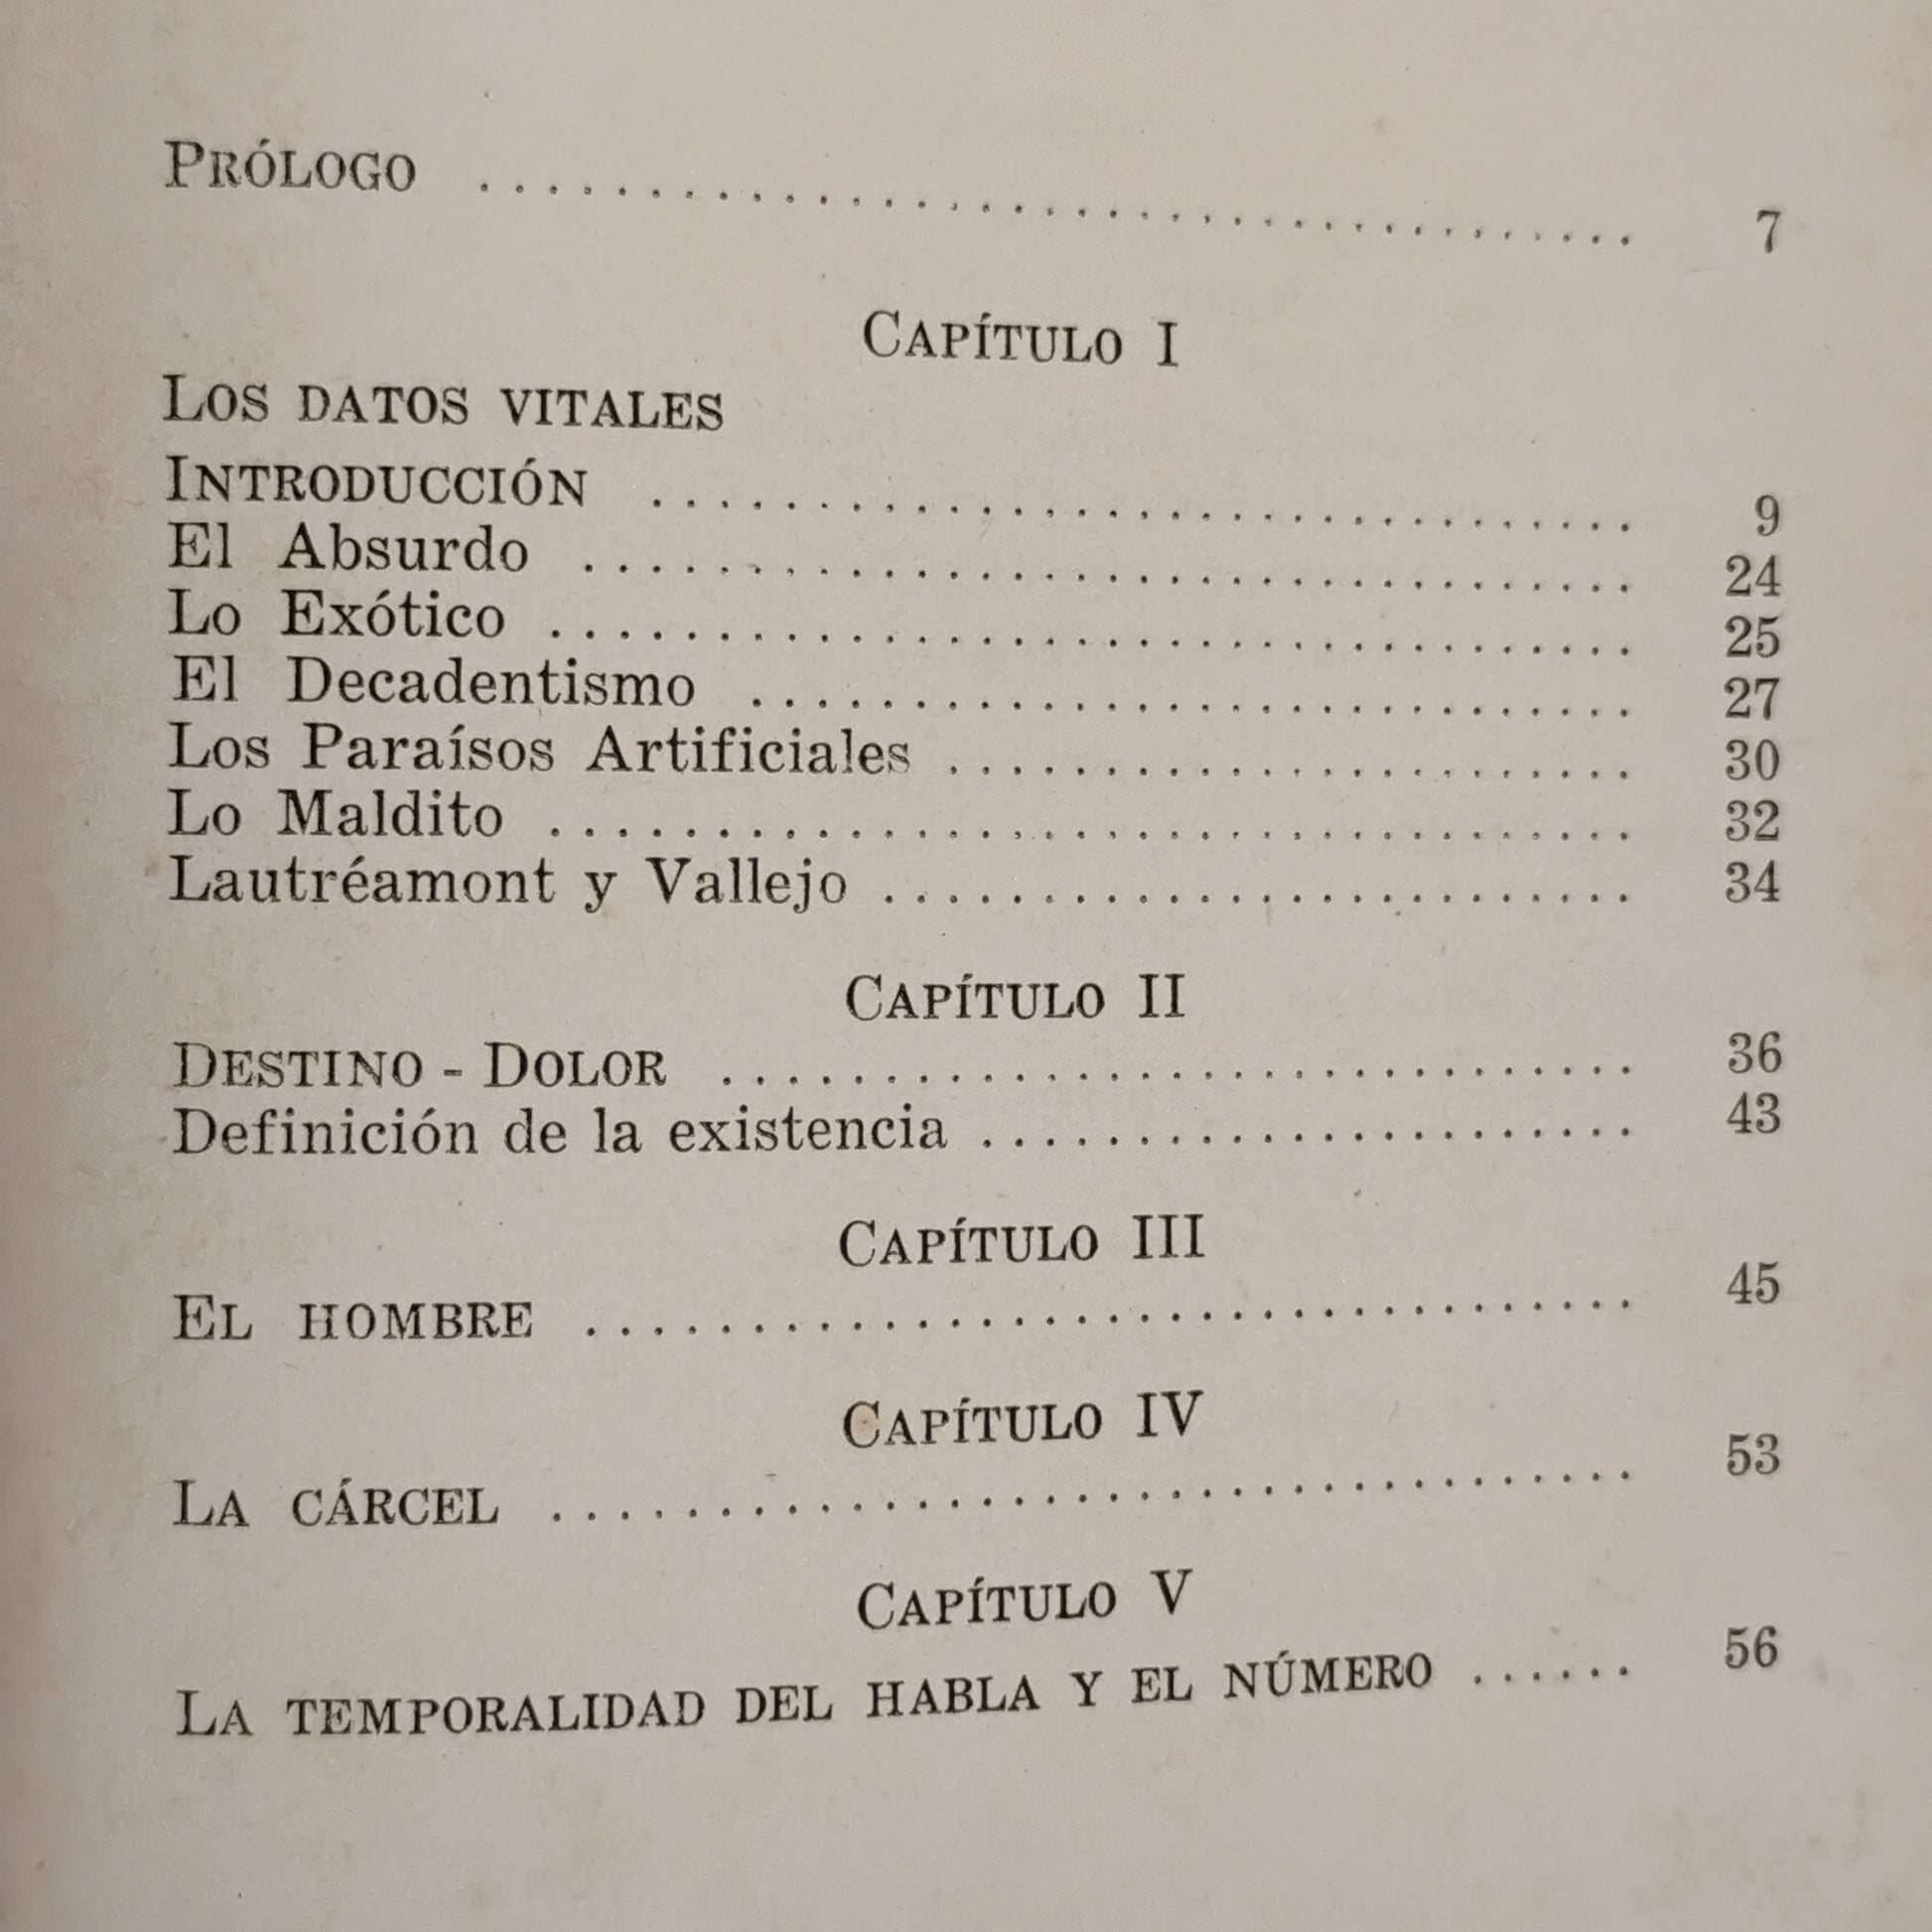 PRÓLOGO .................................... 7
CAPÍTULO I
LOS DATOS VITALES
INTRODUCCIÓN .............................. 9
El Absurdo ................................ 24
Lo Exótico ................................. 25
El Decadentismo ........................... 27
Los Paraísos Artificiales ..................... 30
Lo Maldito ................................. 32
Lautréamont y Vallejo ....................... 34
CAPÍTULO II
DESTINO - DOLOR ............................ 36
Definición de la existencia .................... 43
CAPÍTULO III
EL HOMBRE ................................ 45
CAPÍTULO IV
LA CÁRCEL ................................. 53
CAPÍTULO V
LA TEMPORALIDAD DEL HABLA Y EL NÚMERO ...... 56